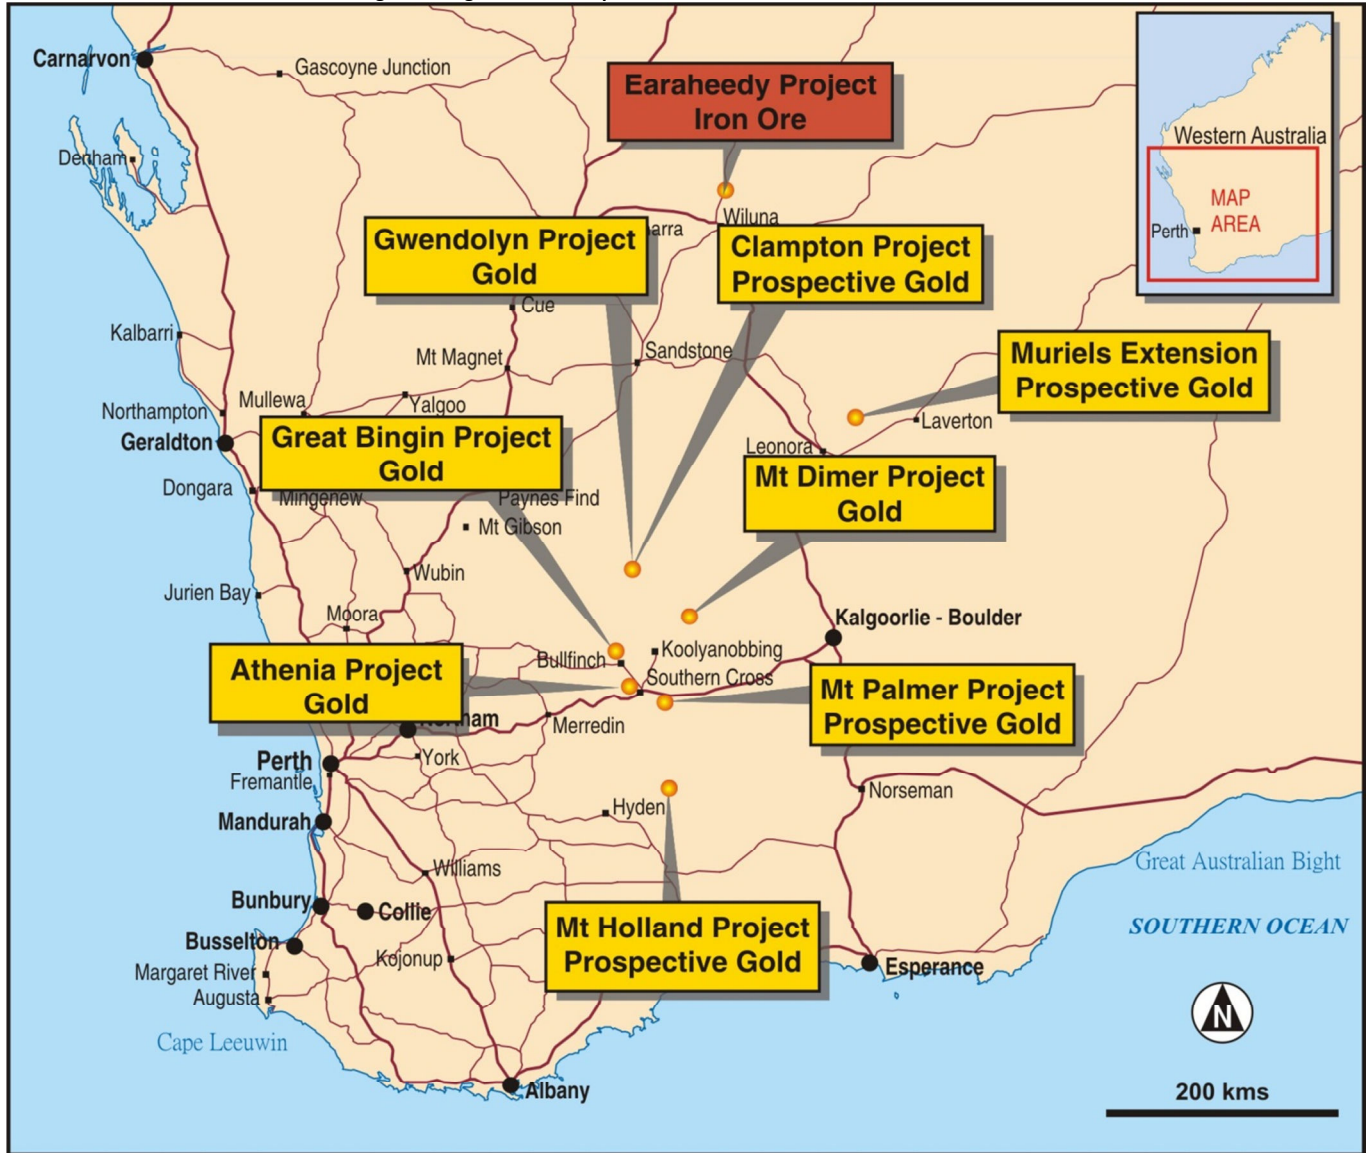 Carnarvon
Gascoyne Junction
Earaheedy Project
Iron Ore
Western Australia
MAP
AREA
Perth
Denham
Wiluna
Gwendolyn Project
Gold
Clampton Project
Prospective Gold
Cue
Kalbarri
Mt Magnet
Sandstone
Muriels Extension
Prospective Gold
Northampton
Mullewa
Yalgoo
Laverton
Geraldton
Great Bingin Project
Gold
Leonora
Mt Dimer Project
Gold
Dongara
Mingenew
Paynes Find
Mt Gibson
Wubin
Jurien Bay
Moora
Kalgoorlie - Boulder
Athenia Project
Gold
Bullfinch
Koolyanobbing
Southern Cross
Mt Palmer Project
Prospective Gold
Merredin
York
Perth
Fremantle
Norseman
Hyden
Mandurah
Williams
Great Australian Bight
Bunbury
Collie
Mt Holland Project
Prospective Gold
SOUTHERN OCEAN
Busselton
Kojonup
Esperance
Margaret River
Augusta
N
Cape Leeuwin
Albany
200 kms